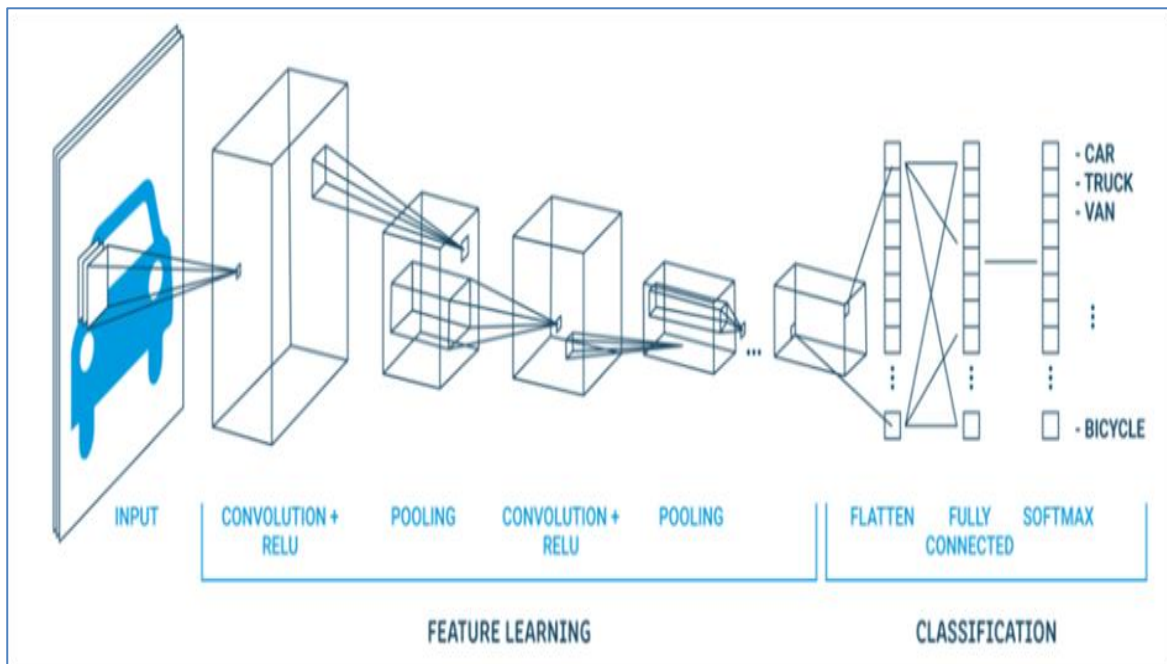 - CAR
- TRUCK
- VAN
- BICYCLE
INPUT
CONVOLUTION +
RELU
POOLING
CONVOLUTION +
RELU
POOLING
FLATTEN
FULLY
CONNECTED
SOFTMAX
FEATURE LEARNING
CLASSIFICATION